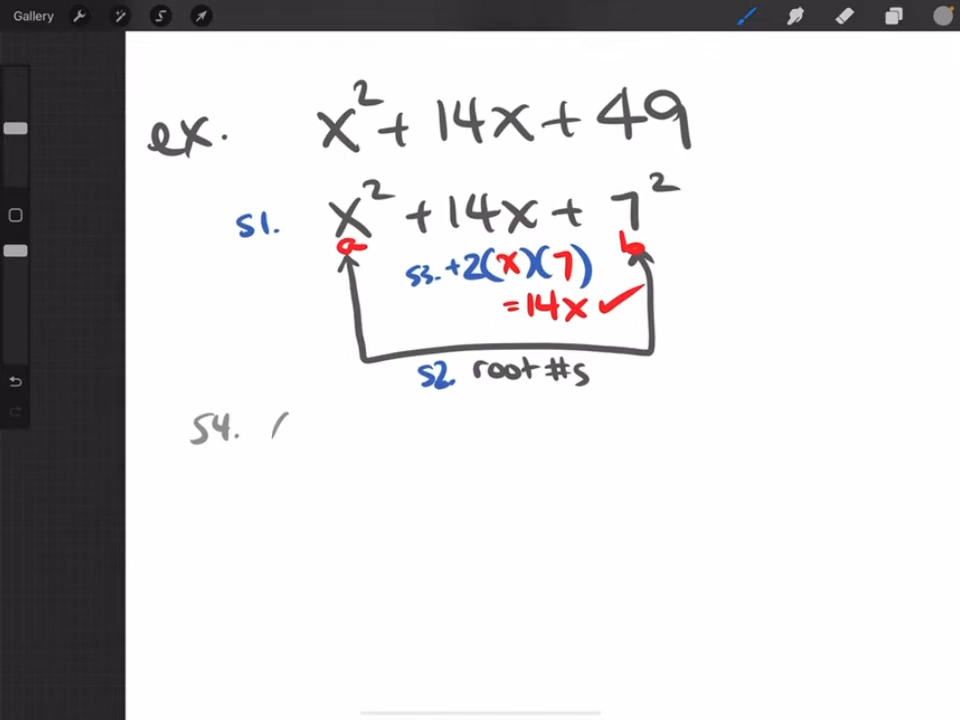 Gallery
ex. x² + 14x + 49
S1. x² + 14x + 7²
a b
S3. +2(x)(7)
= 14x ✓
S2. root #s
S4. (